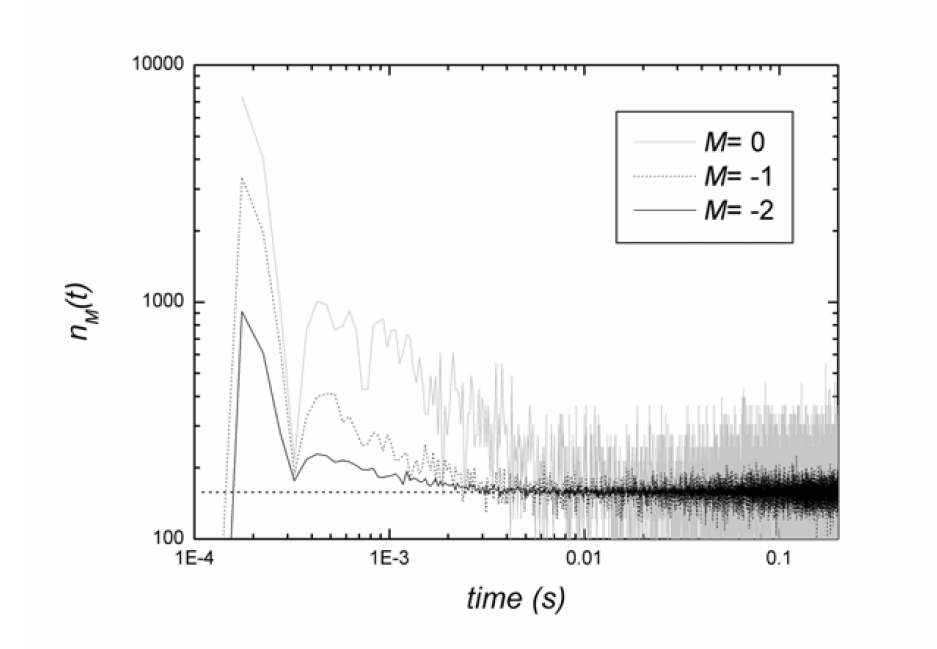 10000
1000
100
n_M(t)
M= 0
M= -1
M= -2
1E-4 1E-3 0.01 0.1
time (s)